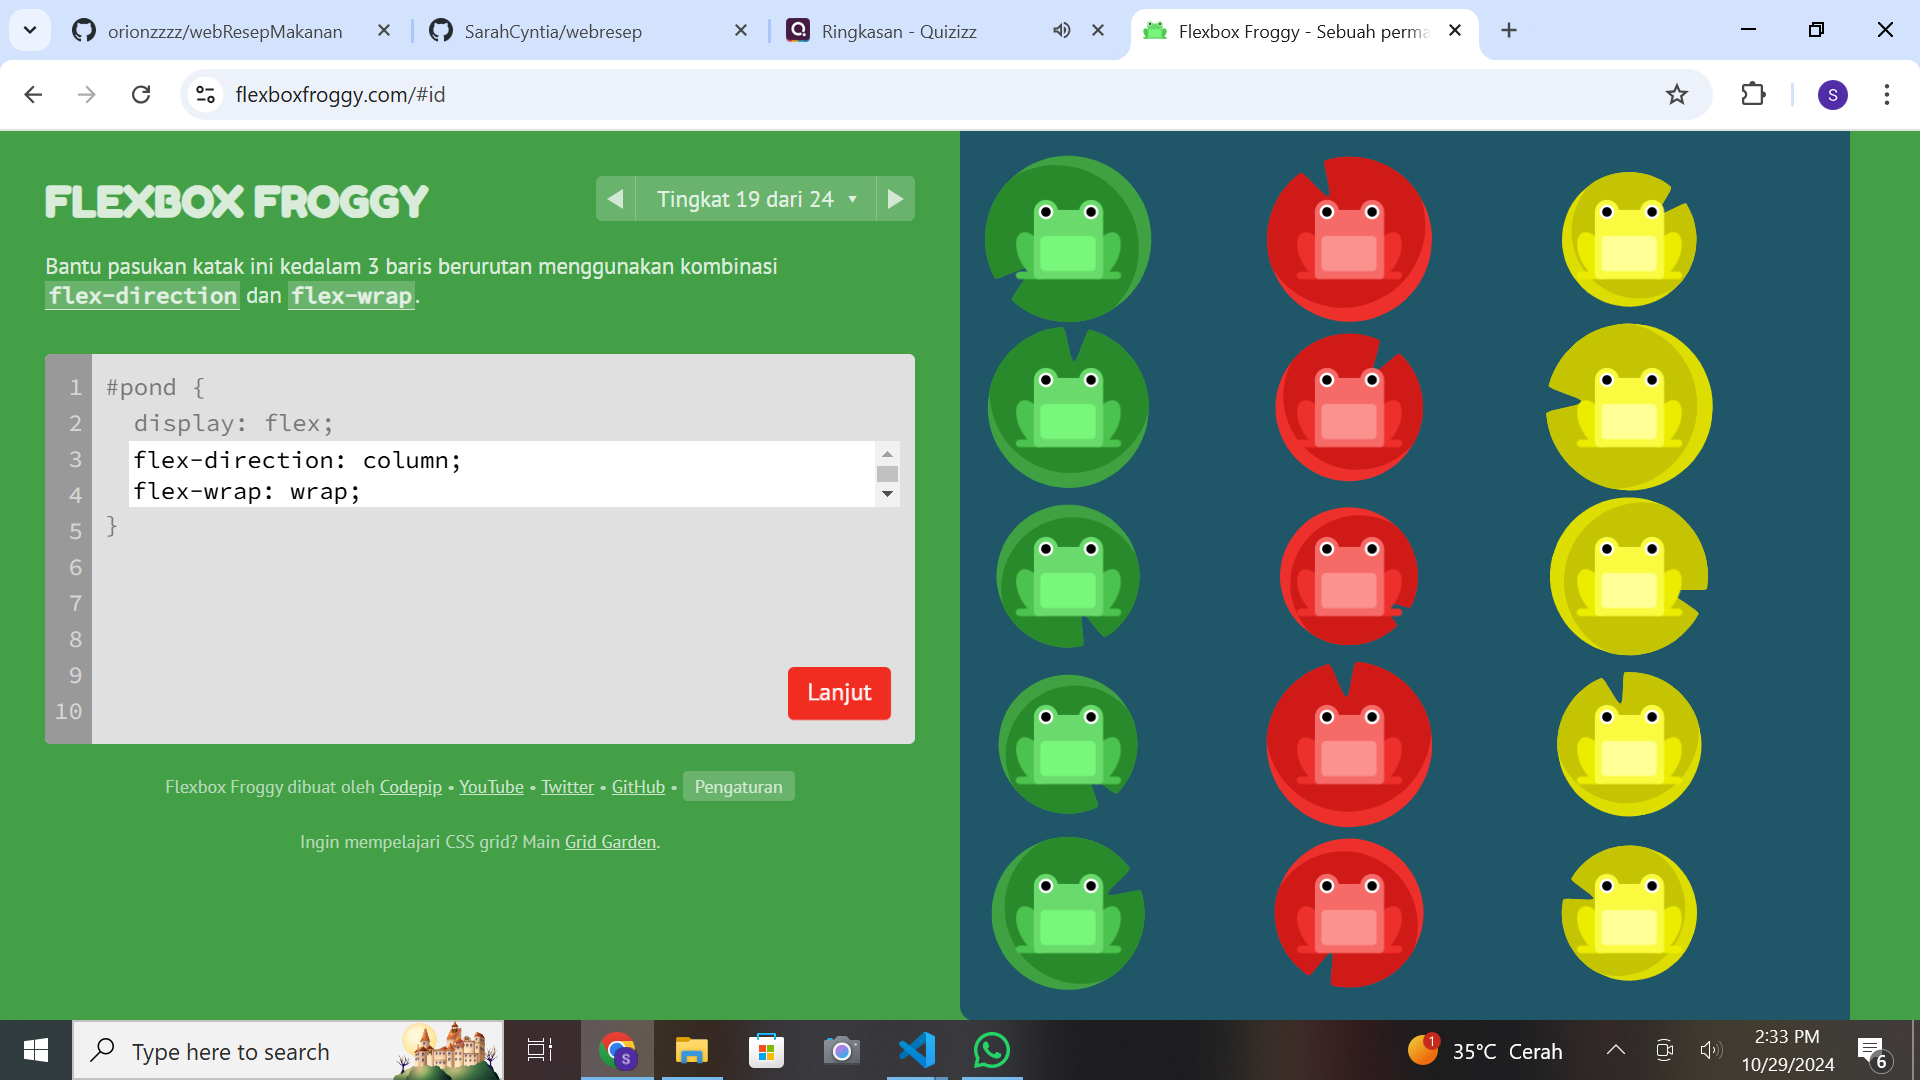 orionzzzz/webResepMakanan
SarahCyntia/webresep
Ringkasan - Quizizz
Flexbox Froggy - Sebuah perma
flexboxfroggy.com/#id
S
FLEXBOX FROGGY
Tingkat 19 dari 24
Bantu pasukan katak ini kedalam 3 baris berurutan menggunakan kombinasi
flex-direction dan flex-wrap.
1 #pond {
2 display: flex;
3 flex-direction: column;
4 flex-wrap: wrap;
5 }
6
7
8
9
10
Lanjut
Flexbox Froggy dibuat oleh Codepip • YouTube • Twitter • GitHub • Pengaturan
Ingin mempelajari CSS grid? Main Grid Garden.
Type here to search
S
1
35°C Cerah
2:33 PM
10/29/2024
6